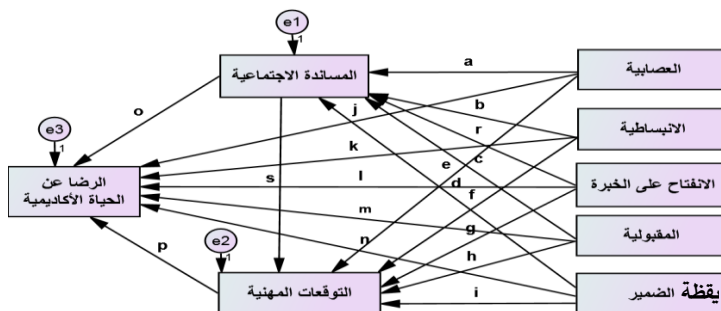 e1
1
المساندة الاجتماعية
a
العصابية
o
j
b
الانبساطية
e3
1
r
k
e
c
الرضا عن
الحياة الأكاديمية
s
l
d
الانفتاح على الخبرة
f
m
المقبولية
e2
1
g
n
p
h
التوقعات المهنية
i
يقظة الضمير